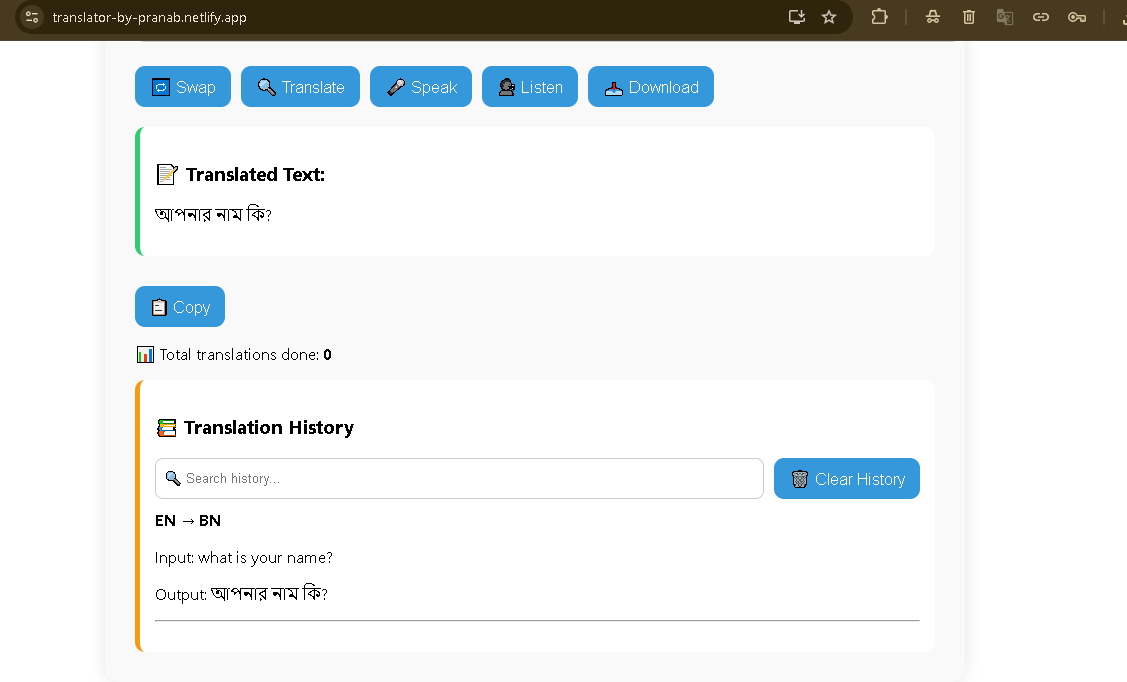 translator-by-pranab.netlify.app
Swap Translate Speak Listen Download
Translated Text:
আপনার নাম কি?
Copy
Total translations done: 0
Translation History
Search history...
Clear History
EN → BN
Input: what is your name?
Output: আপনার নাম কি?